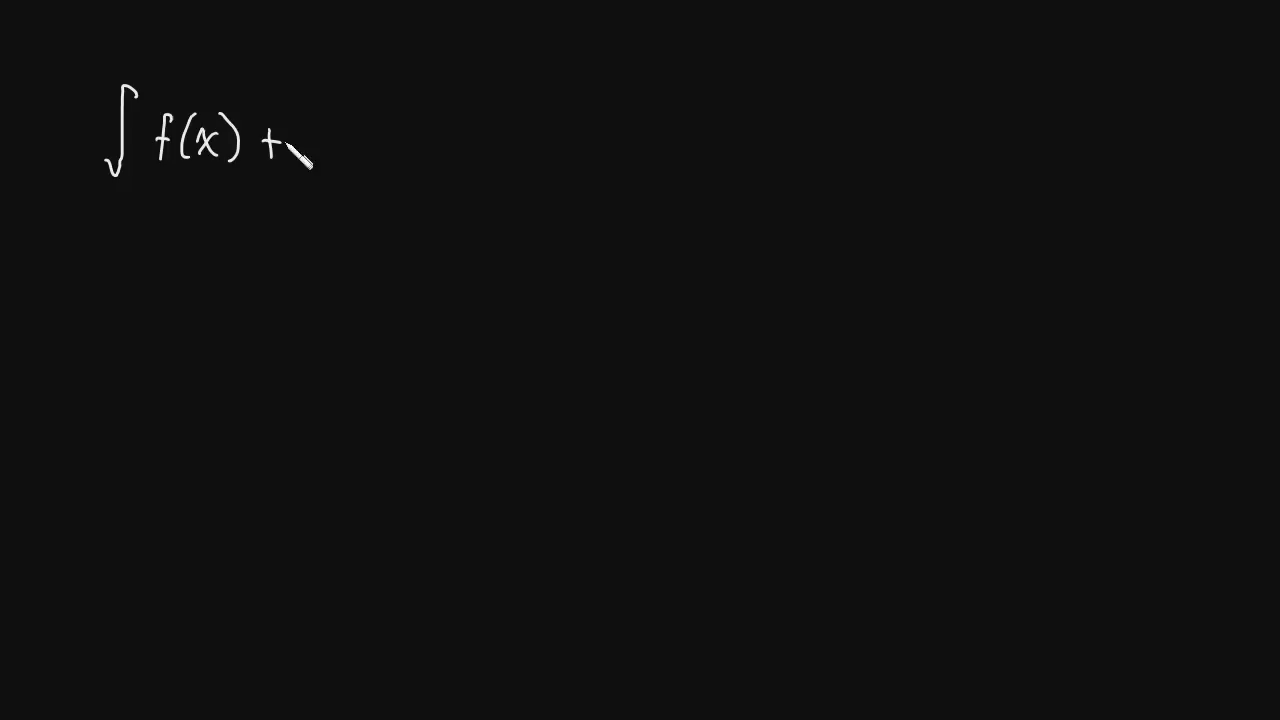 ∫ f(x) +